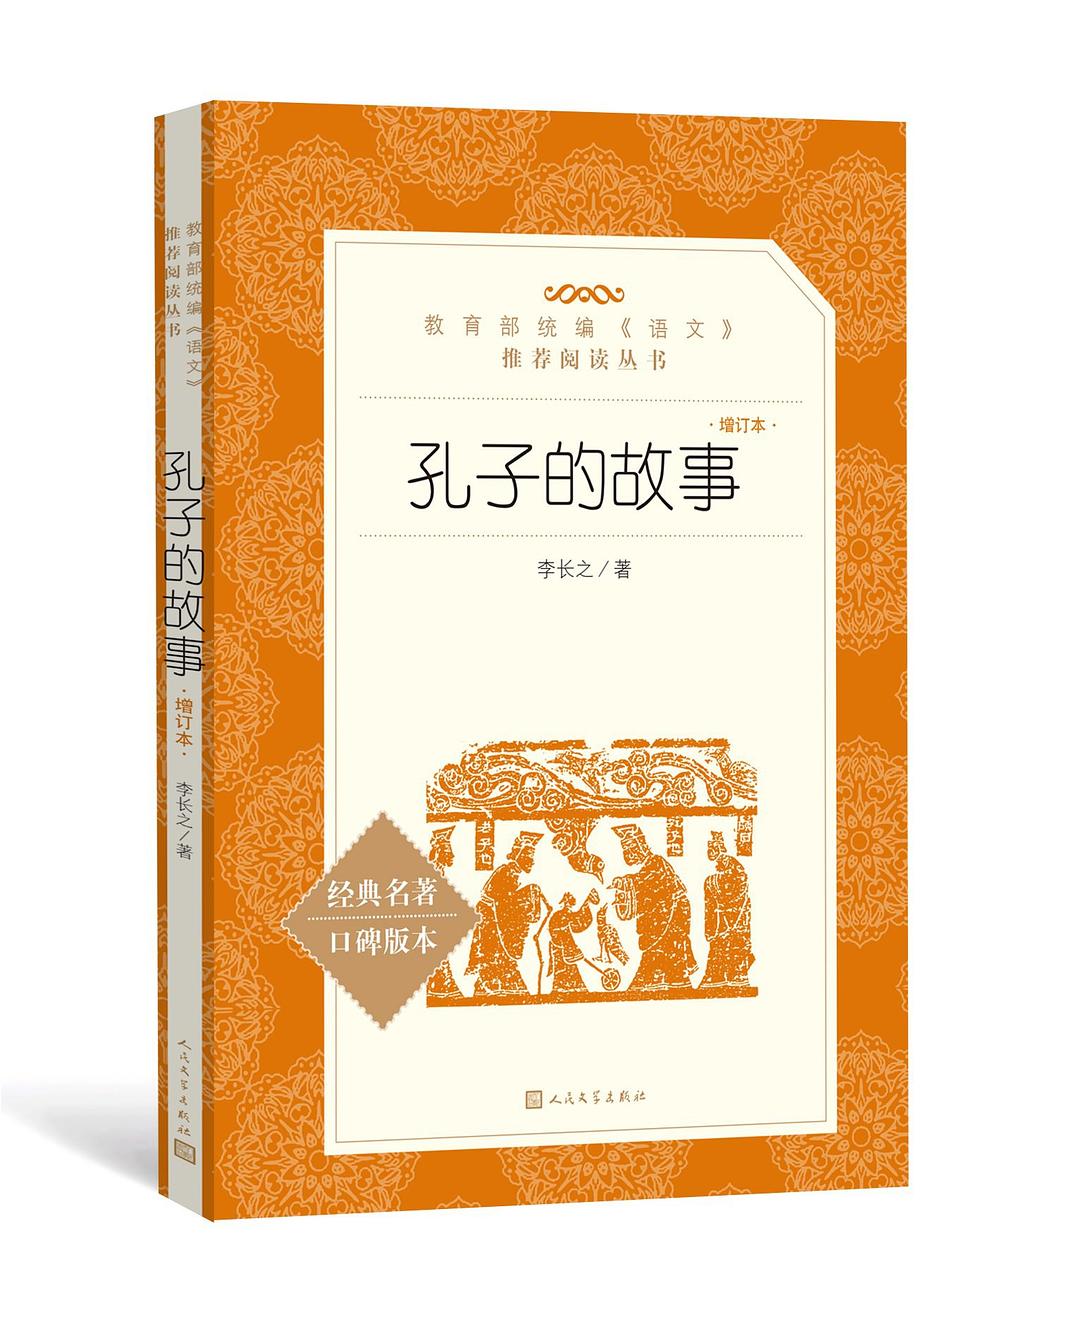 教育部统编《语文》
推荐阅读丛书
·增订本·
孔子的故事
李长之/著
经典名著
口碑版本
人民文学出版社
教育部统编《语文》
推荐阅读丛书
孔子的故事
·增订本·
李长之/著
人民文学出版社